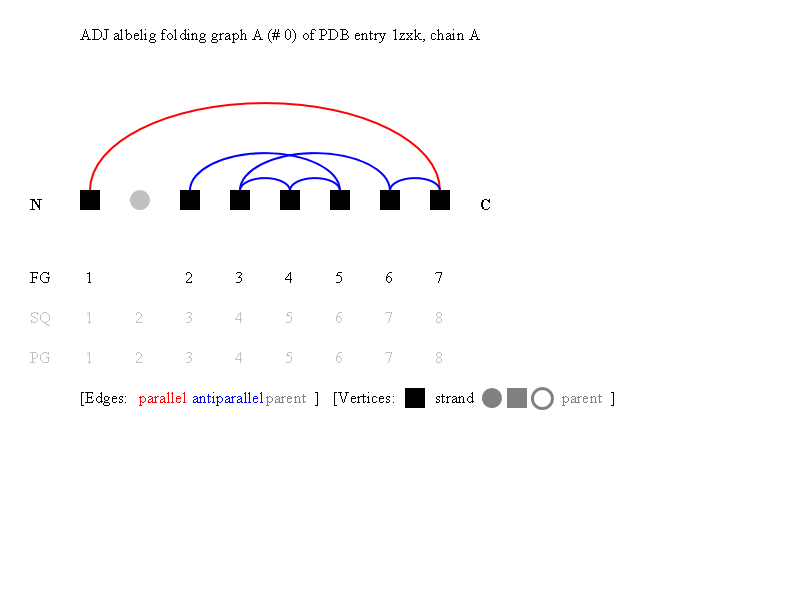 ADJ albelig folding graph A (# 0) of PDB entry 1zxk, chain A
N C
FG 1 2 3 4 5 6 7
SQ 1 2 3 4 5 6 7 8
PG 1 2 3 4 5 6 7 8
[Edges: parallel antiparallel parent ] [Vertices: strand parent ]